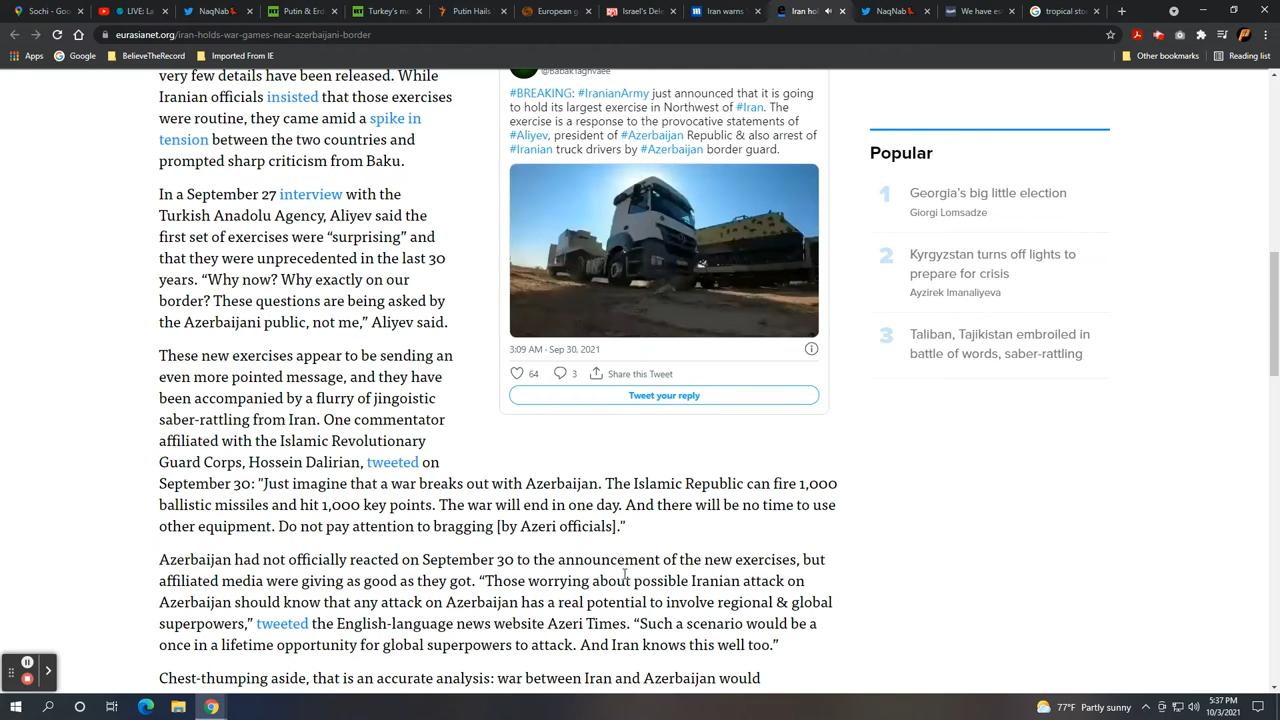 Sochi -
LIVE La
NaqNab
Putin & Erd
Turkey's m
Putin Hails
European g
Israel's Dele
Iran warns
Iran hol
NaqNab
We have es
tropical sto
eurasianet.org/iran-holds-war-games-near-azerbaijani-border
Apps
Google
BelieveTheRecord
Imported From IE
Other bookmarks
Reading list
very few details have been released. While
Iranian officials insisted that those exercises
were routine, they came amid a spike in
tension between the two countries and
prompted sharp criticism from Baku.
In a September 27 interview with the
Turkish Anadolu Agency, Aliyev said the
first set of exercises were “surprising” and
that they were unprecedented in the last 30
years. “Why now? Why exactly on our
border? These questions are being asked by
the Azerbaijani public, not me,” Aliyev said.
These new exercises appear to be sending an
even more pointed message, and they have
been accompanied by a flurry of jingoistic
saber-rattling from Iran. One commentator
affiliated with the Islamic Revolutionary
Guard Corps, Hossein Dalirian, tweeted on
September 30: "Just imagine that a war breaks out with Azerbaijan. The Islamic Republic can fire 1,000
ballistic missiles and hit 1,000 key points. The war will end in one day. And there will be no time to use
other equipment. Do not pay attention to bragging [by Azeri officials].”
Azerbaijan had not officially reacted on September 30 to the announcement of the new exercises, but
affiliated media were giving as good as they got. “Those worrying about possible Iranian attack on
Azerbaijan should know that any attack on Azerbaijan has a real potential to involve regional & global
superpowers,” tweeted the English-language news website Azeri Times. “Such a scenario would be a
once in a lifetime opportunity for global superpowers to attack. And Iran knows this well too.”
Chest-thumping aside, that is an accurate analysis: war between Iran and Azerbaijan would
@BabakTaghvaee
#BREAKING: #IranianArmy just announced that it is going
to hold its largest exercise in Northwest of #Iran. The
exercise is a response to the provocative statements of
#Aliyev, president of #Azerbaijan Republic & also arrest of
#Iranian truck drivers by #Azerbaijan border guard.
3:09 AM · Sep 30, 2021
64
3
Share this Tweet
Tweet your reply
Popular
1
Georgia’s big little election
Giorgi Lomsadze
2
Kyrgyzstan turns off lights to
prepare for crisis
Ayzirek Imanaliyeva
3
Taliban, Tajikistan embroiled in
battle of words, saber-rattling
77°F Partly sunny
5:37 PM
10/3/2021